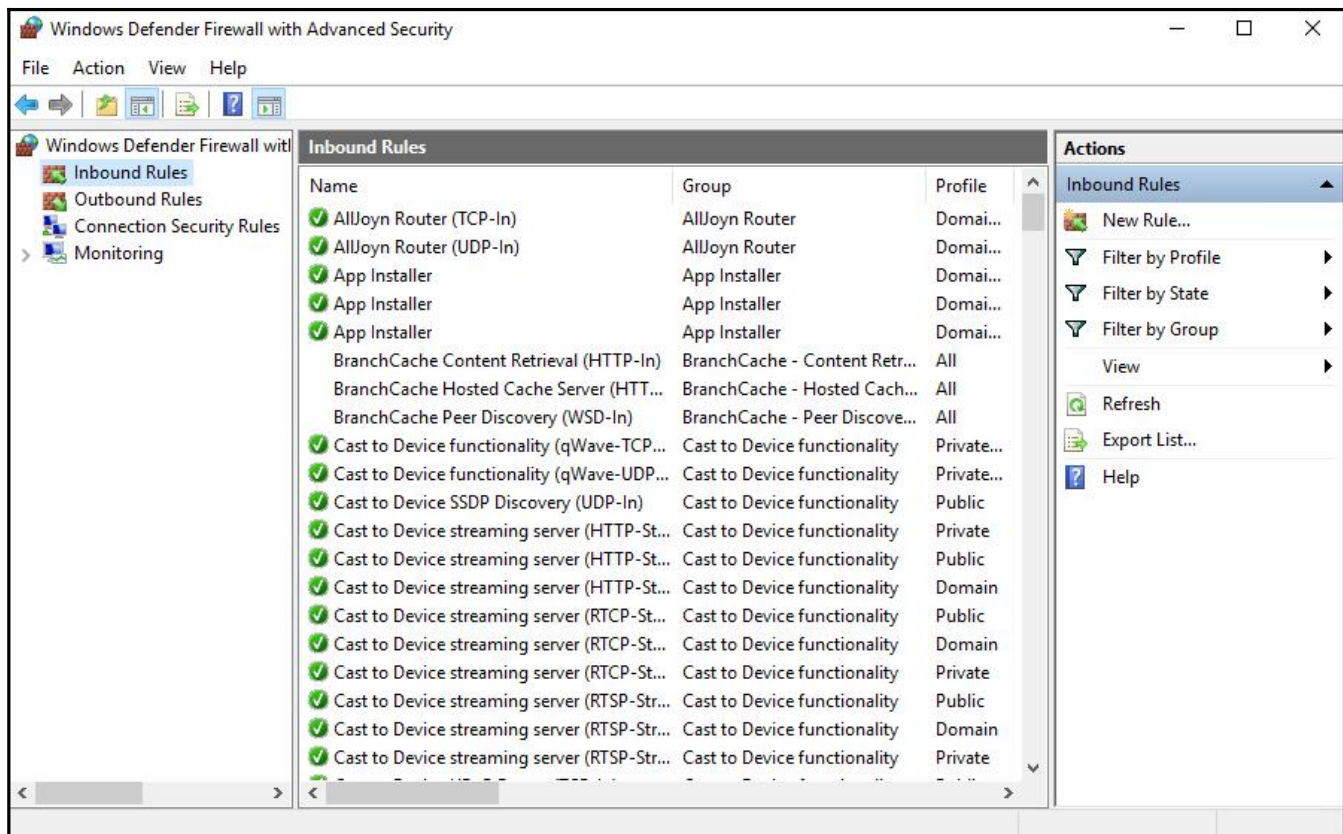 Windows Defender Firewall with Advanced Security
File Action View Help
Windows Defender Firewall witl
Inbound Rules
Outbound Rules
Connection Security Rules
Monitoring
Inbound Rules
Name Group Profile
AllJoyn Router (TCP-In) AllJoyn Router Domai...
AllJoyn Router (UDP-In) AllJoyn Router Domai...
App Installer App Installer Domai...
App Installer App Installer Domai...
App Installer App Installer Domai...
BranchCache Content Retrieval (HTTP-In) BranchCache - Content Retr... All
BranchCache Hosted Cache Server (HTT... BranchCache - Hosted Cach... All
BranchCache Peer Discovery (WSD-In) BranchCache - Peer Discove... All
Cast to Device functionality (qWave-TCP... Cast to Device functionality Private...
Cast to Device functionality (qWave-UDP... Cast to Device functionality Private...
Cast to Device SSDP Discovery (UDP-In) Cast to Device functionality Public
Cast to Device streaming server (HTTP-St... Cast to Device functionality Private
Cast to Device streaming server (HTTP-St... Cast to Device functionality Public
Cast to Device streaming server (HTTP-St... Cast to Device functionality Domain
Cast to Device streaming server (RTCP-St... Cast to Device functionality Public
Cast to Device streaming server (RTCP-St... Cast to Device functionality Domain
Cast to Device streaming server (RTCP-St... Cast to Device functionality Private
Cast to Device streaming server (RTSP-Str... Cast to Device functionality Public
Cast to Device streaming server (RTSP-Str... Cast to Device functionality Domain
Cast to Device streaming server (RTSP-Str... Cast to Device functionality Private
Actions
Inbound Rules
New Rule...
Filter by Profile
Filter by State
Filter by Group
View
Refresh
Export List...
Help